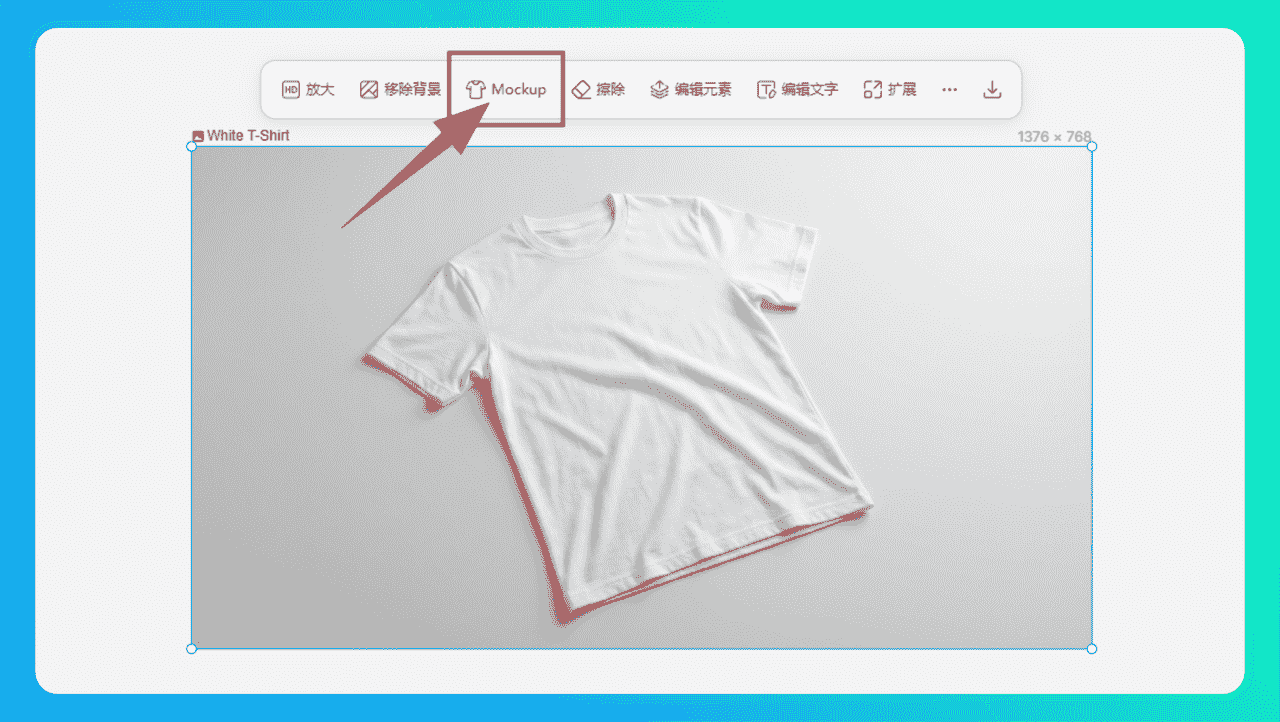 HD 放大 移除背景 Mockup 擦除 编辑元素 编辑文字 扩展 ...
White T-Shirt 1376 × 768